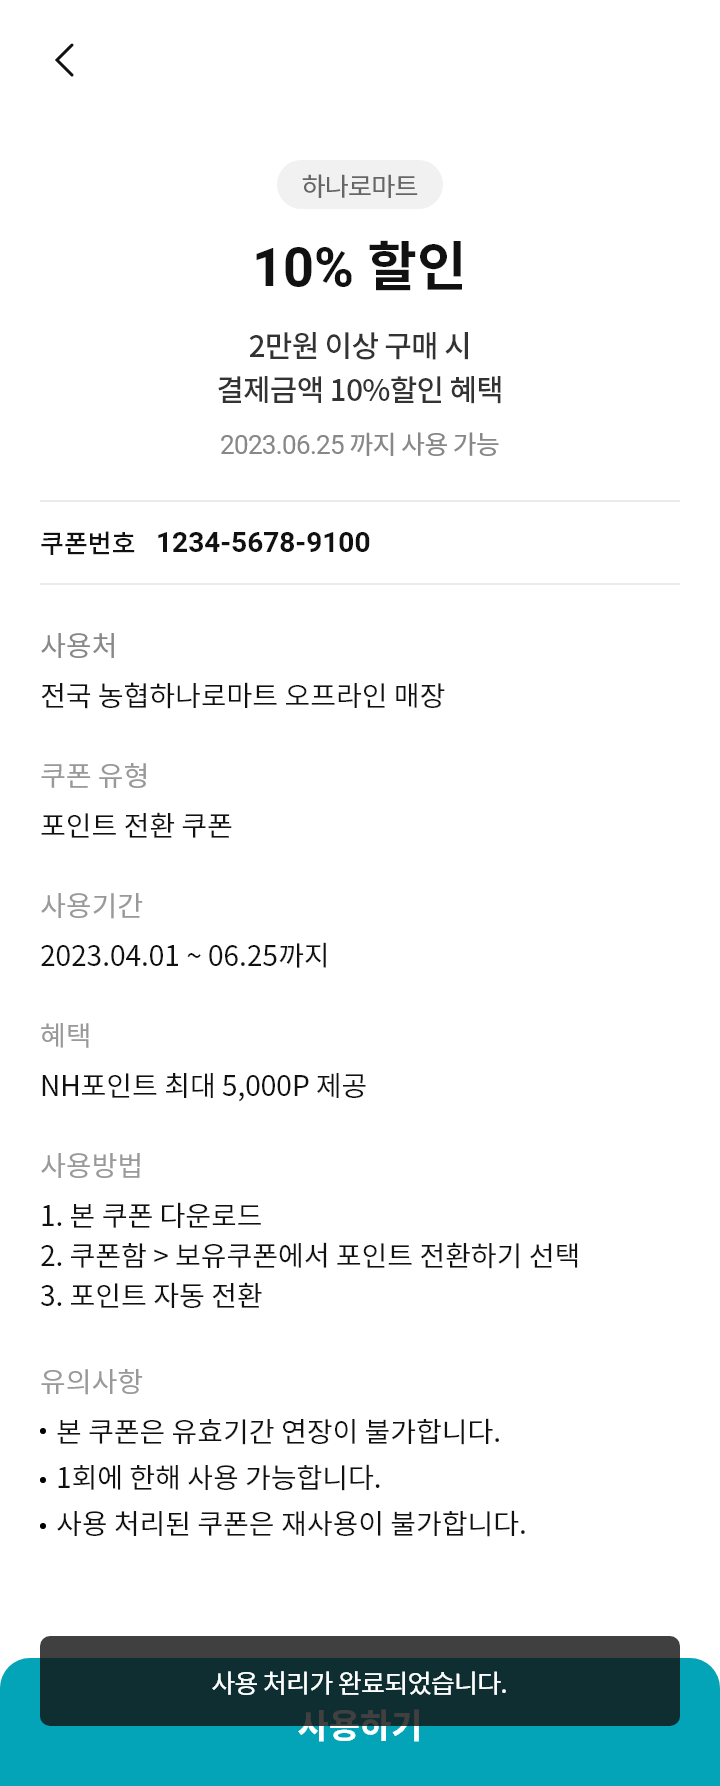 하나로마트
10% 할인
2만원 이상 구매 시
결제금액 10%할인 혜택
2023.06.25 까지 사용 가능
쿠폰번호 1234-5678-9100
사용처
전국 농협하나로마트 오프라인 매장
쿠폰 유형
포인트 전환 쿠폰
사용기간
2023.04.01 ~ 06.25까지
혜택
NH포인트 최대 5,000P 제공
사용방법
1. 본 쿠폰 다운로드
2. 쿠폰함 > 보유쿠폰에서 포인트 전환하기 선택
3. 포인트 자동 전환
유의사항
• 본 쿠폰은 유효기간 연장이 불가합니다.
• 1회에 한해 사용 가능합니다.
• 사용 처리된 쿠폰은 재사용이 불가합니다.
사용 처리가 완료되었습니다.
사용하기